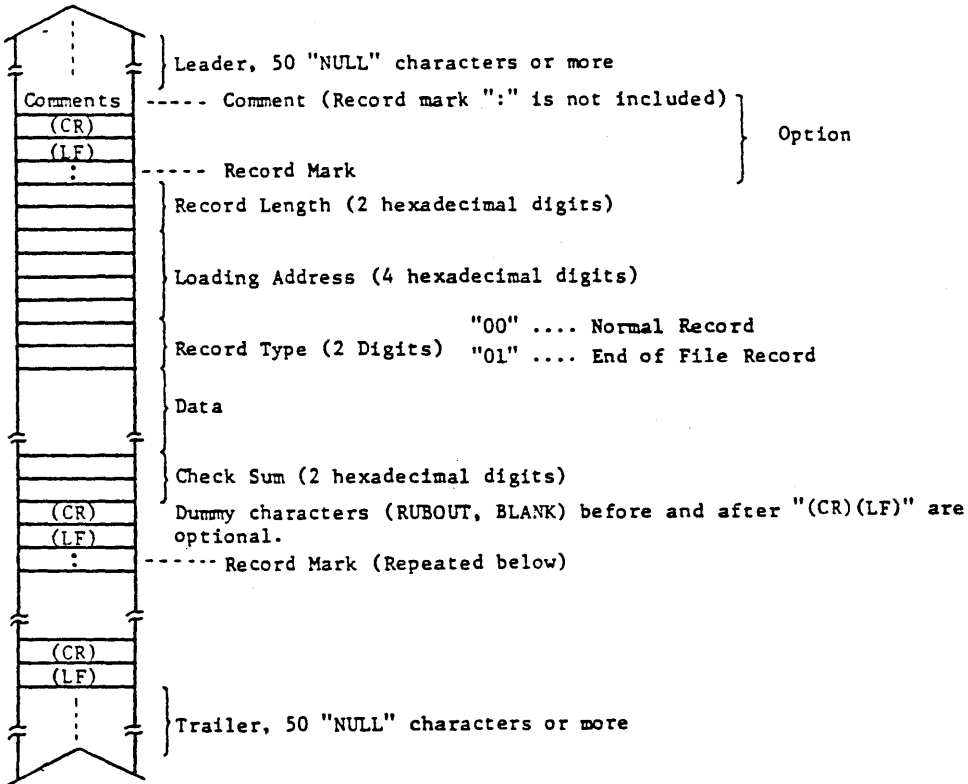 Leader, 50 "NULL" characters or more
Comments ----- Comment (Record mark ":" is not included)
(CR)
Option
(LF)
: ----- Record Mark
Record Length (2 hexadecimal digits)
Loading Address (4 hexadecimal digits)
"00" .... Normal Record
Record Type (2 Digits) "01" .... End of File Record
Data
Check Sum (2 hexadecimal digits)
(CR) Dummy characters (RUBOUT, BLANK) before and after "(CR)(LF)" are
(LF) optional.
: ------ Record Mark (Repeated below)
(CR)
(LF)
Trailer, 50 "NULL" characters or more